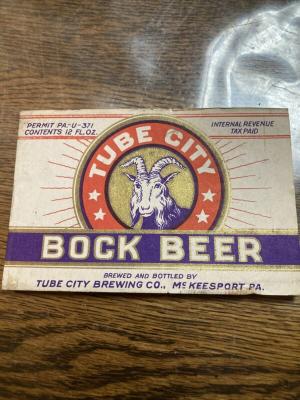 PERMIT PA-U-371
CONTENTS 12 FL. OZ.
INTERNAL REVENUE
TAX PAID
TUBE CITY
BOCK BEER
BREWED AND BOTTLED BY
TUBE CITY BREWING CO., McKEESPORT PA.